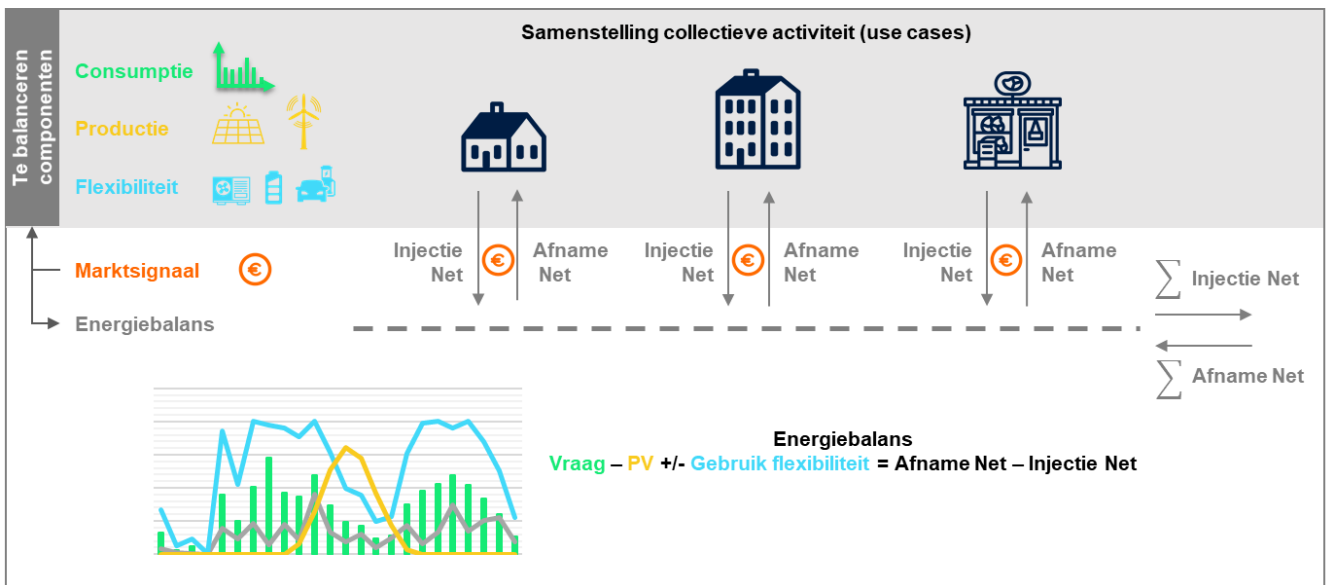 Te balanceren
componenten
Samenstelling collectieve activiteit (use cases)
Consumptie
Productie
Flexibiliteit
Marktsignaal €
Energiebalans
Injectie
Net
€
Afname
Net
Injectie
Net
€
Afname
Net
Injectie
Net
€
Afname
Net
∑ Injectie Net
∑ Afname Net
Energiebalans
Vraag – PV +/- Gebruik flexibiliteit = Afname Net – Injectie Net